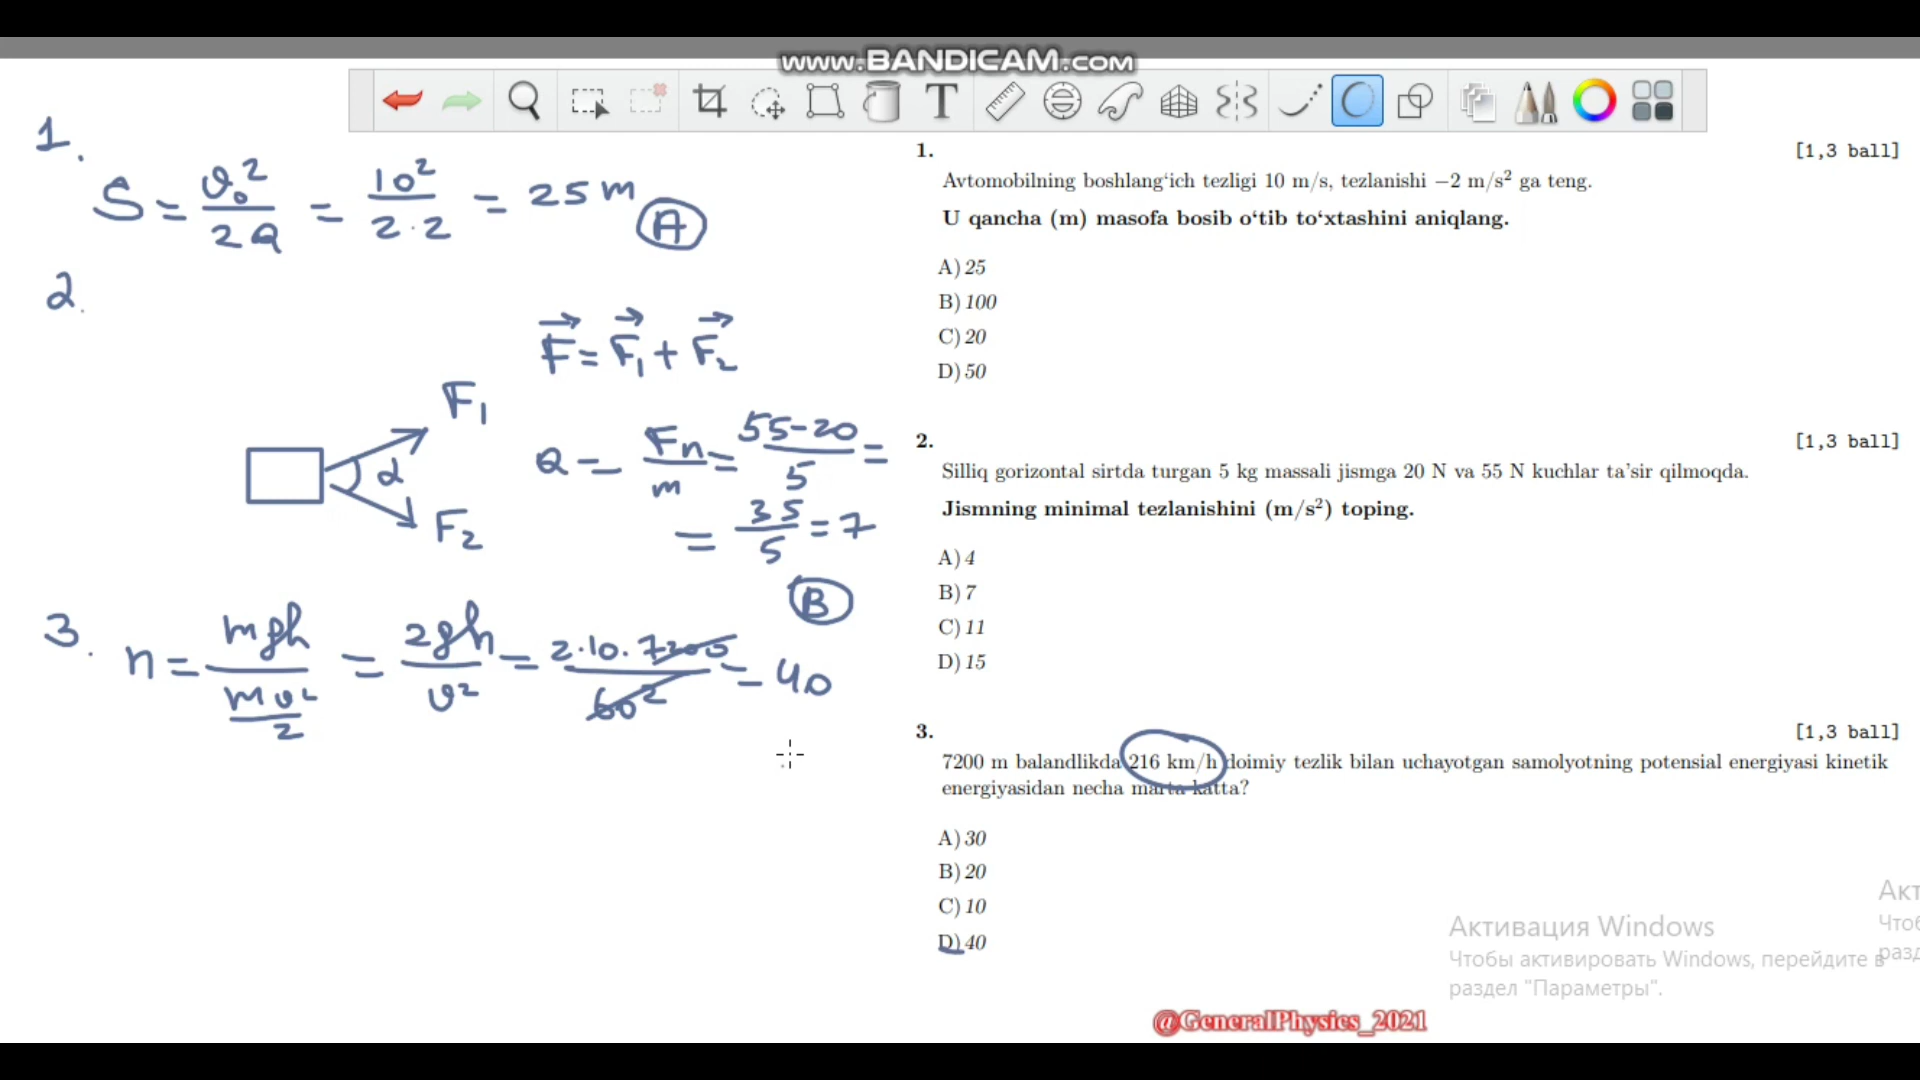 www.BANDICAM.com
1.
S = υ₀² / 2a = 10² / 2·2 = 25 m
A
2.
F⃗ = F⃗₁ + F⃗₂
F₁
α
F₂
a = Fn / m = 55-20 / 5 =
= 35 / 5 = 7
B
3. n = mgh / (mυ² / 2) = 2gh / υ² = 2·10·7200 / 60² = 40
1. [1,3 ball]
Avtomobilning boshlang‘ich tezligi 10 m/s, tezlanishi −2 m/s² ga teng.
U qancha (m) masofa bosib o‘tib to‘xtashini aniqlang.
A) 25
B) 100
C) 20
D) 50
2. [1,3 ball]
Silliq gorizontal sirtda turgan 5 kg massali jismga 20 N va 55 N kuchlar ta’sir qilmoqda.
Jismning minimal tezlanishini (m/s²) toping.
A) 4
B) 7
C) 11
D) 15
3. [1,3 ball]
7200 m balandlikda 216 km/h doimiy tezlik bilan uchayotgan samolyotning potensial energiyasi kinetik
energiyasidan necha marta katta?
A) 30
B) 20
C) 10
D) 40
Активация Windows
Чтобы активировать Windows, перейдите в
раздел "Параметры".
@GeneralPhysics_2021